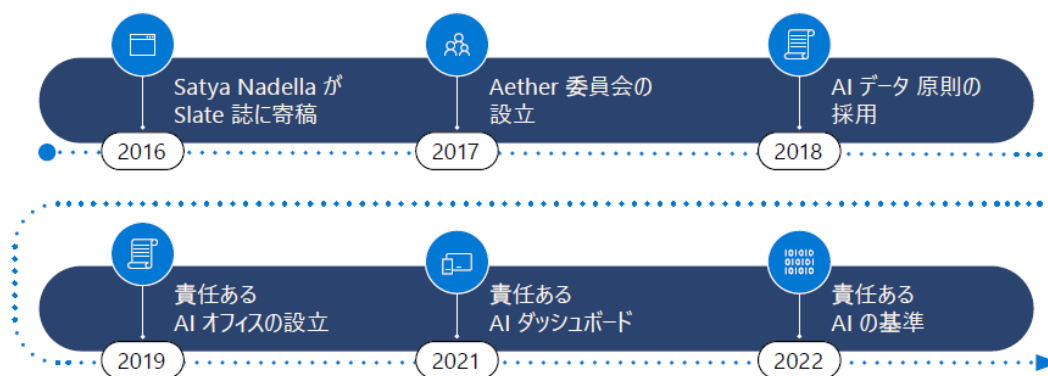 Satya Nadella が
Slate 誌に寄稿
2016
Aether 委員会の
設立
2017
AI データ 原則の
採用
2018
責任ある
AI オフィスの設立
2019
責任ある
AI ダッシュボード
2021
101010
010101
101010
責任ある
AI の基準
2022